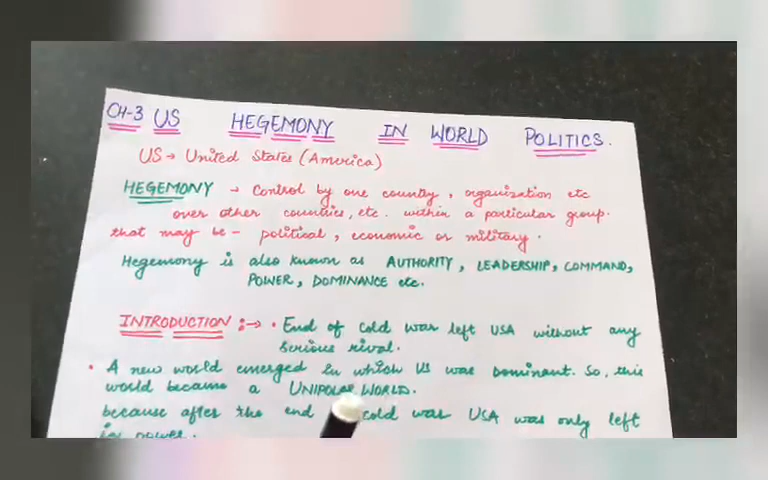 CH-3 US HEGEMONY IN WORLD POLITICS.
US → United States (America)
HEGEMONY → Control by one country, organization etc
over other countries, etc. within a particular group.
that may be - political, economic or military.
Hegemony is also known as AUTHORITY, LEADERSHIP, COMMAND,
POWER, DOMINANCE etc.
INTRODUCTION :→ • End of cold war left USA without any
serious rival.
• A new world emerged in which US was dominant. So, this
world became a UNIPOLAR WORLD.
because after the end cold war USA was only left
in power.